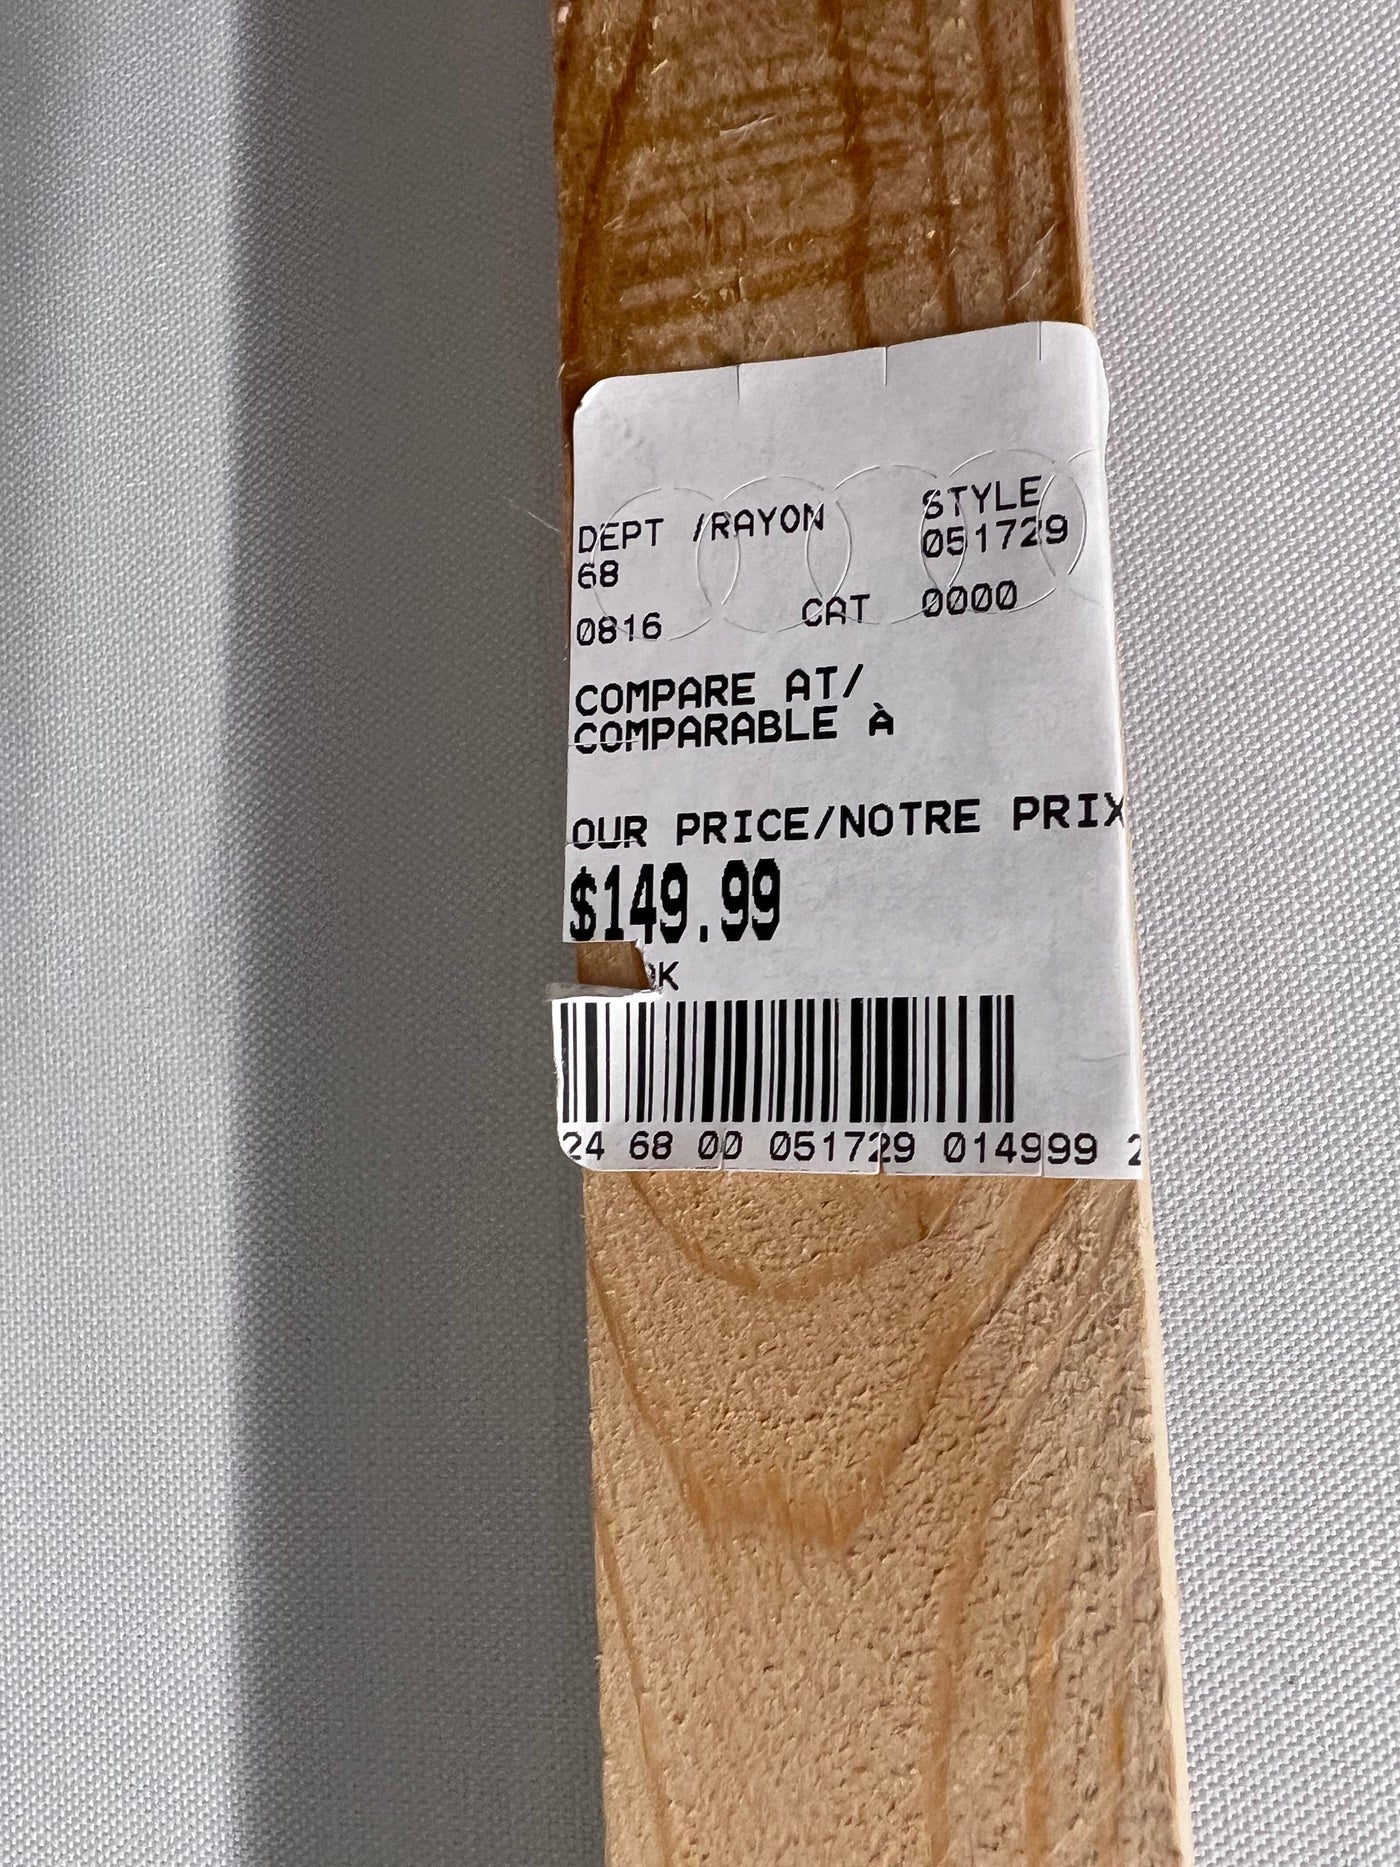 DEPT /RAYON STYLE
68 051729
0816 CAT 0000
COMPARE AT/
COMPARABLE À
OUR PRICE/NOTRE PRIX
$149.99
24 68 00 051729 014999 2